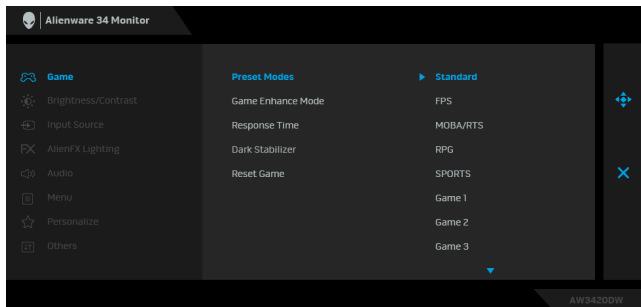 Alienware 34 Monitor
Game
Preset Modes
Standard
Brightness/Contrast
Game Enhance Mode
FPS
Input Source
Response Time
MOBA/RTS
FX
AlienFX Lighting
Dark Stabilizer
RPG
Audio
Reset Game
SPORTS
Menu
Game 1
Personalize
Game 2
Others
Game 3
AW3420DW